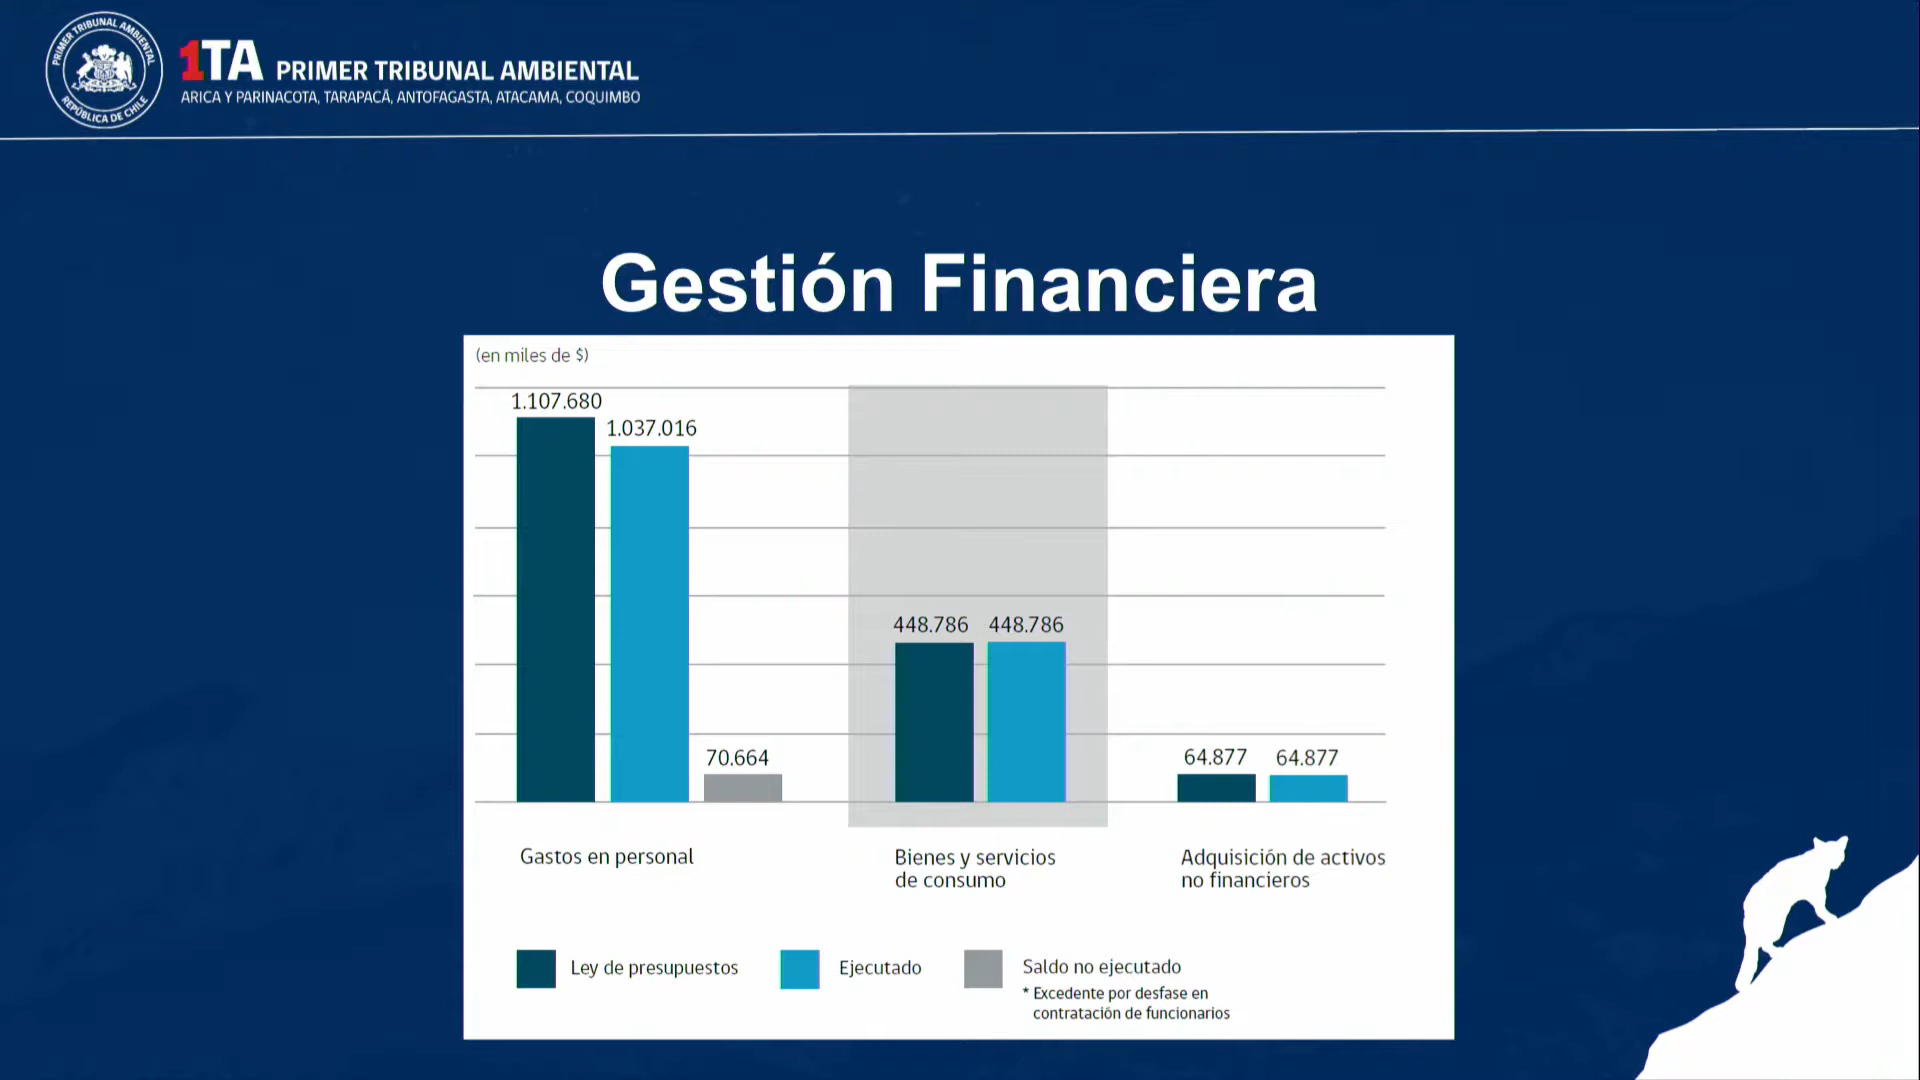 PRIMER TRIBUNAL AMBIENTAL
REPÚBLICA DE CHILE
1TA PRIMER TRIBUNAL AMBIENTAL
ARICA Y PARINACOTA, TARAPACÁ, ANTOFAGASTA, ATACAMA, COQUIMBO
Gestión Financiera
(en miles de $)
1.107.680
1.037.016
70.664
448.786
448.786
64.877
64.877
Gastos en personal
Bienes y servicios
de consumo
Adquisición de activos
no financieros
Ley de presupuestos
Ejecutado
Saldo no ejecutado
* Excedente por desfase en
contratación de funcionarios